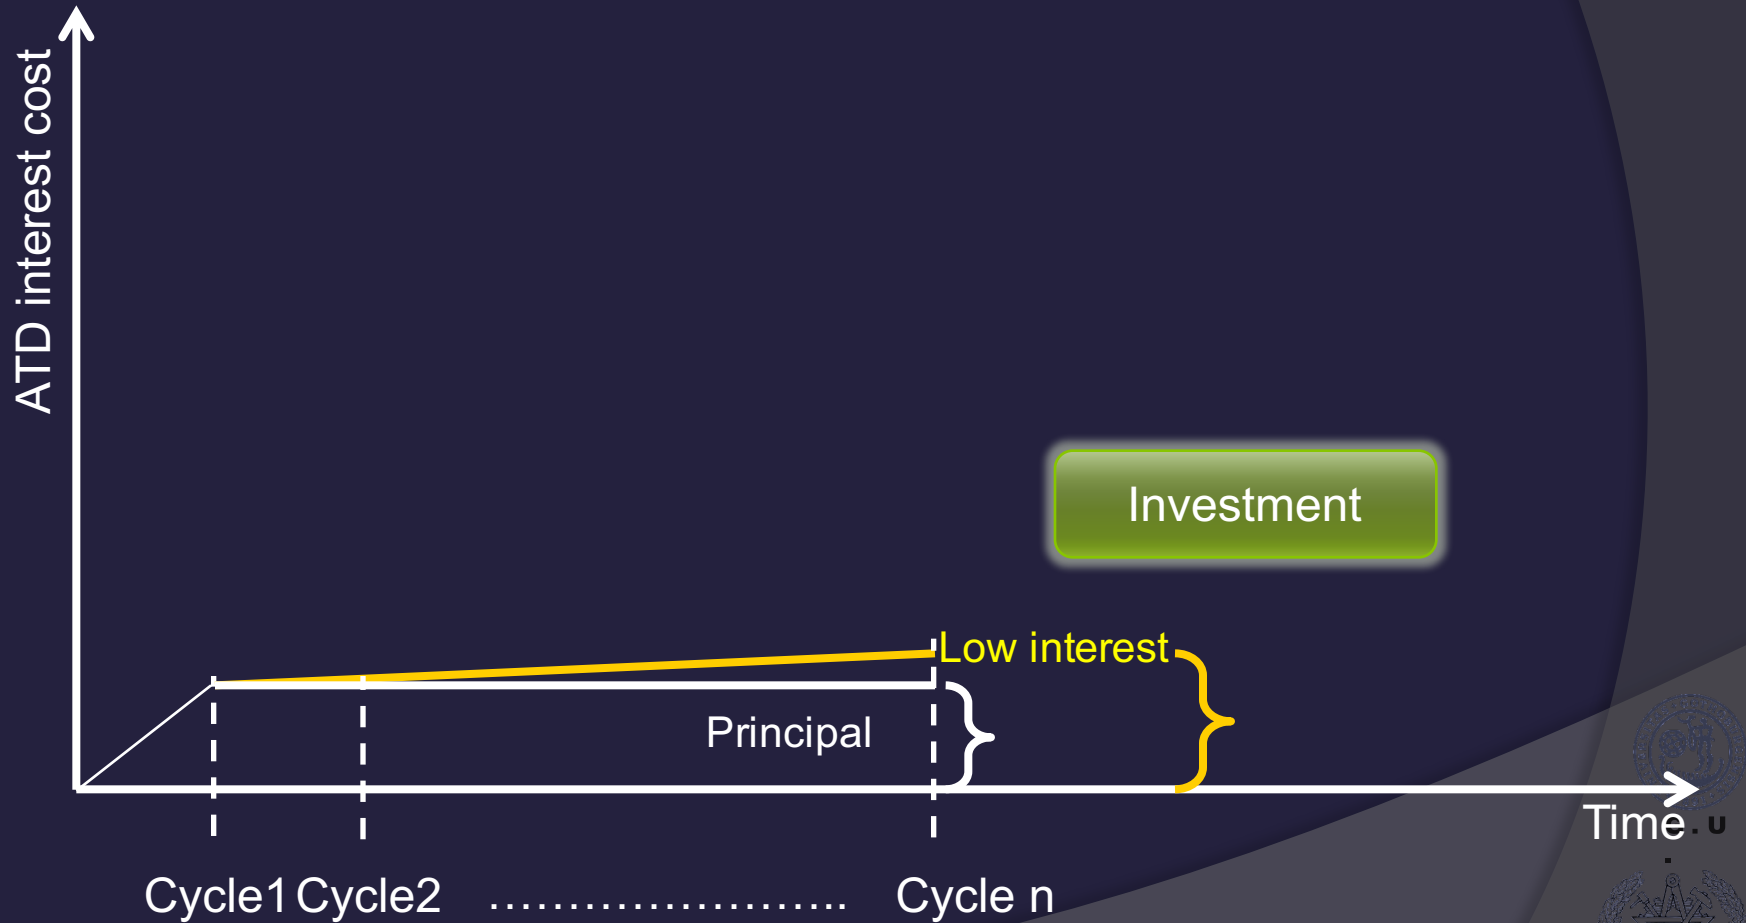 ATD interest cost
Investment
Low interest
Principal
Time
. U
.
Cycle1 Cycle2 …………………….. Cycle n